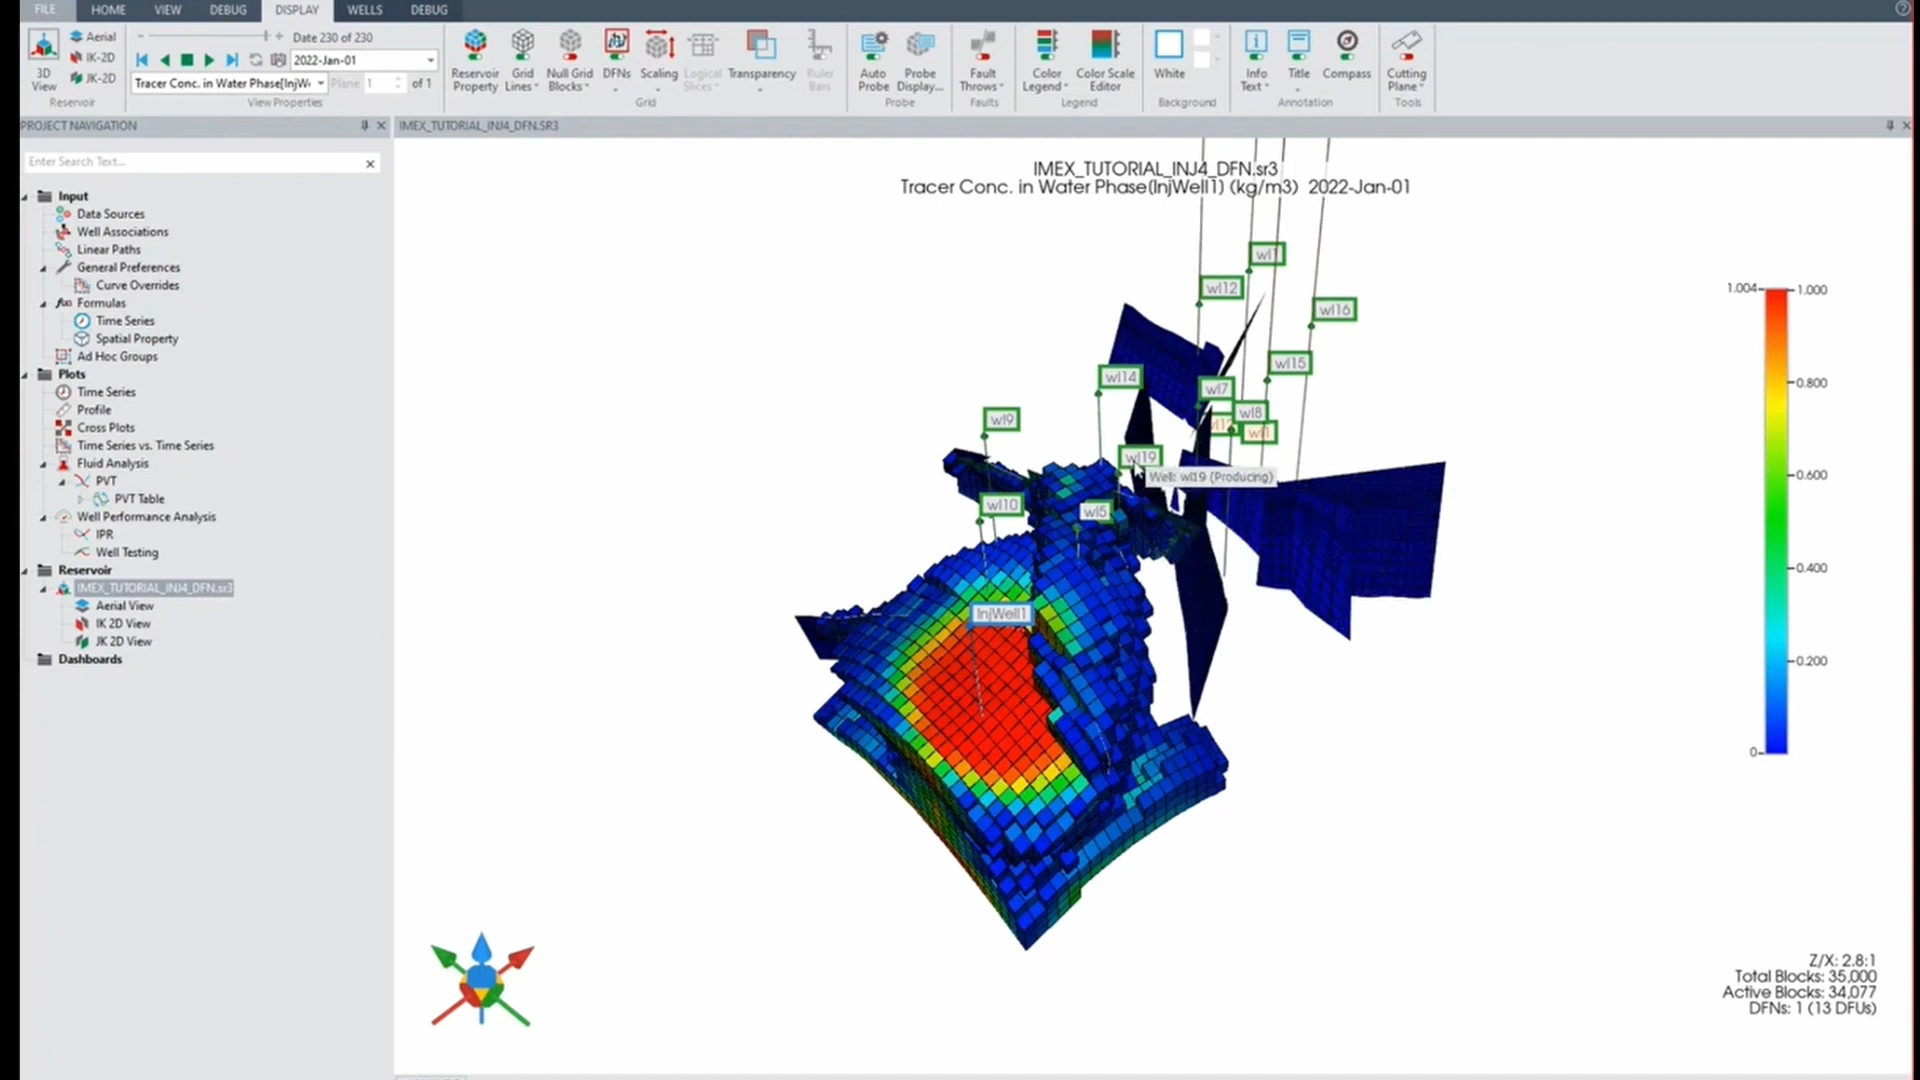 FILE HOME VIEW DEBUG DISPLAY WELLS DEBUG
Aerial
IK-2D
JK-2D
3D View
Reservoir
Date 230 of 230
2022-Jan-01
Tracer Conc. in Water Phase[InjW
Plane 1 of 1
View Properties
Reservoir Property
Grid Lines
Null Grid Blocks
DFNs
Scaling
Logical Slices
Transparency
Ruler Bars
Grid
Auto Probe
Probe Display...
Probe
Fault Throws
Faults
Color Legend
Color Scale Editor
Legend
White
Background
Info Text
Title
Compass
Annotation
Cutting Plane
Tools
PROJECT NAVIGATION
IMEX_TUTORIAL_INJ4_DFN.SR3
Enter Search Text...
Input
Data Sources
Well Associations
Linear Paths
General Preferences
Curve Overrides
Formulas
Time Series
Spatial Property
Ad Hoc Groups
Plots
Time Series
Profile
Cross Plots
Time Series vs. Time Series
Fluid Analysis
PVT
PVT Table
Well Performance Analysis
IPR
Well Testing
Reservoir
IMEX_TUTORIAL_INJ4_DFN.sr3
Aerial View
IK 2D View
JK 2D View
Dashboards
IMEX_TUTORIAL_INJ4_DFN.sr3
Tracer Conc. in Water Phase(InjWell1) (kg/m3) 2022-Jan-01
wl1
wl12
wl16
wl15
wl14
wl7
wl8
wl9
wl19
Well: wl19 (Producing)
wl10
wl5
InjWell1
1.004
1.000
0.800
0.600
0.400
0.200
0
Z/X: 2.8:1
Total Blocks: 35,000
Active Blocks: 34,077
DFNs: 1 (13 DFUs)